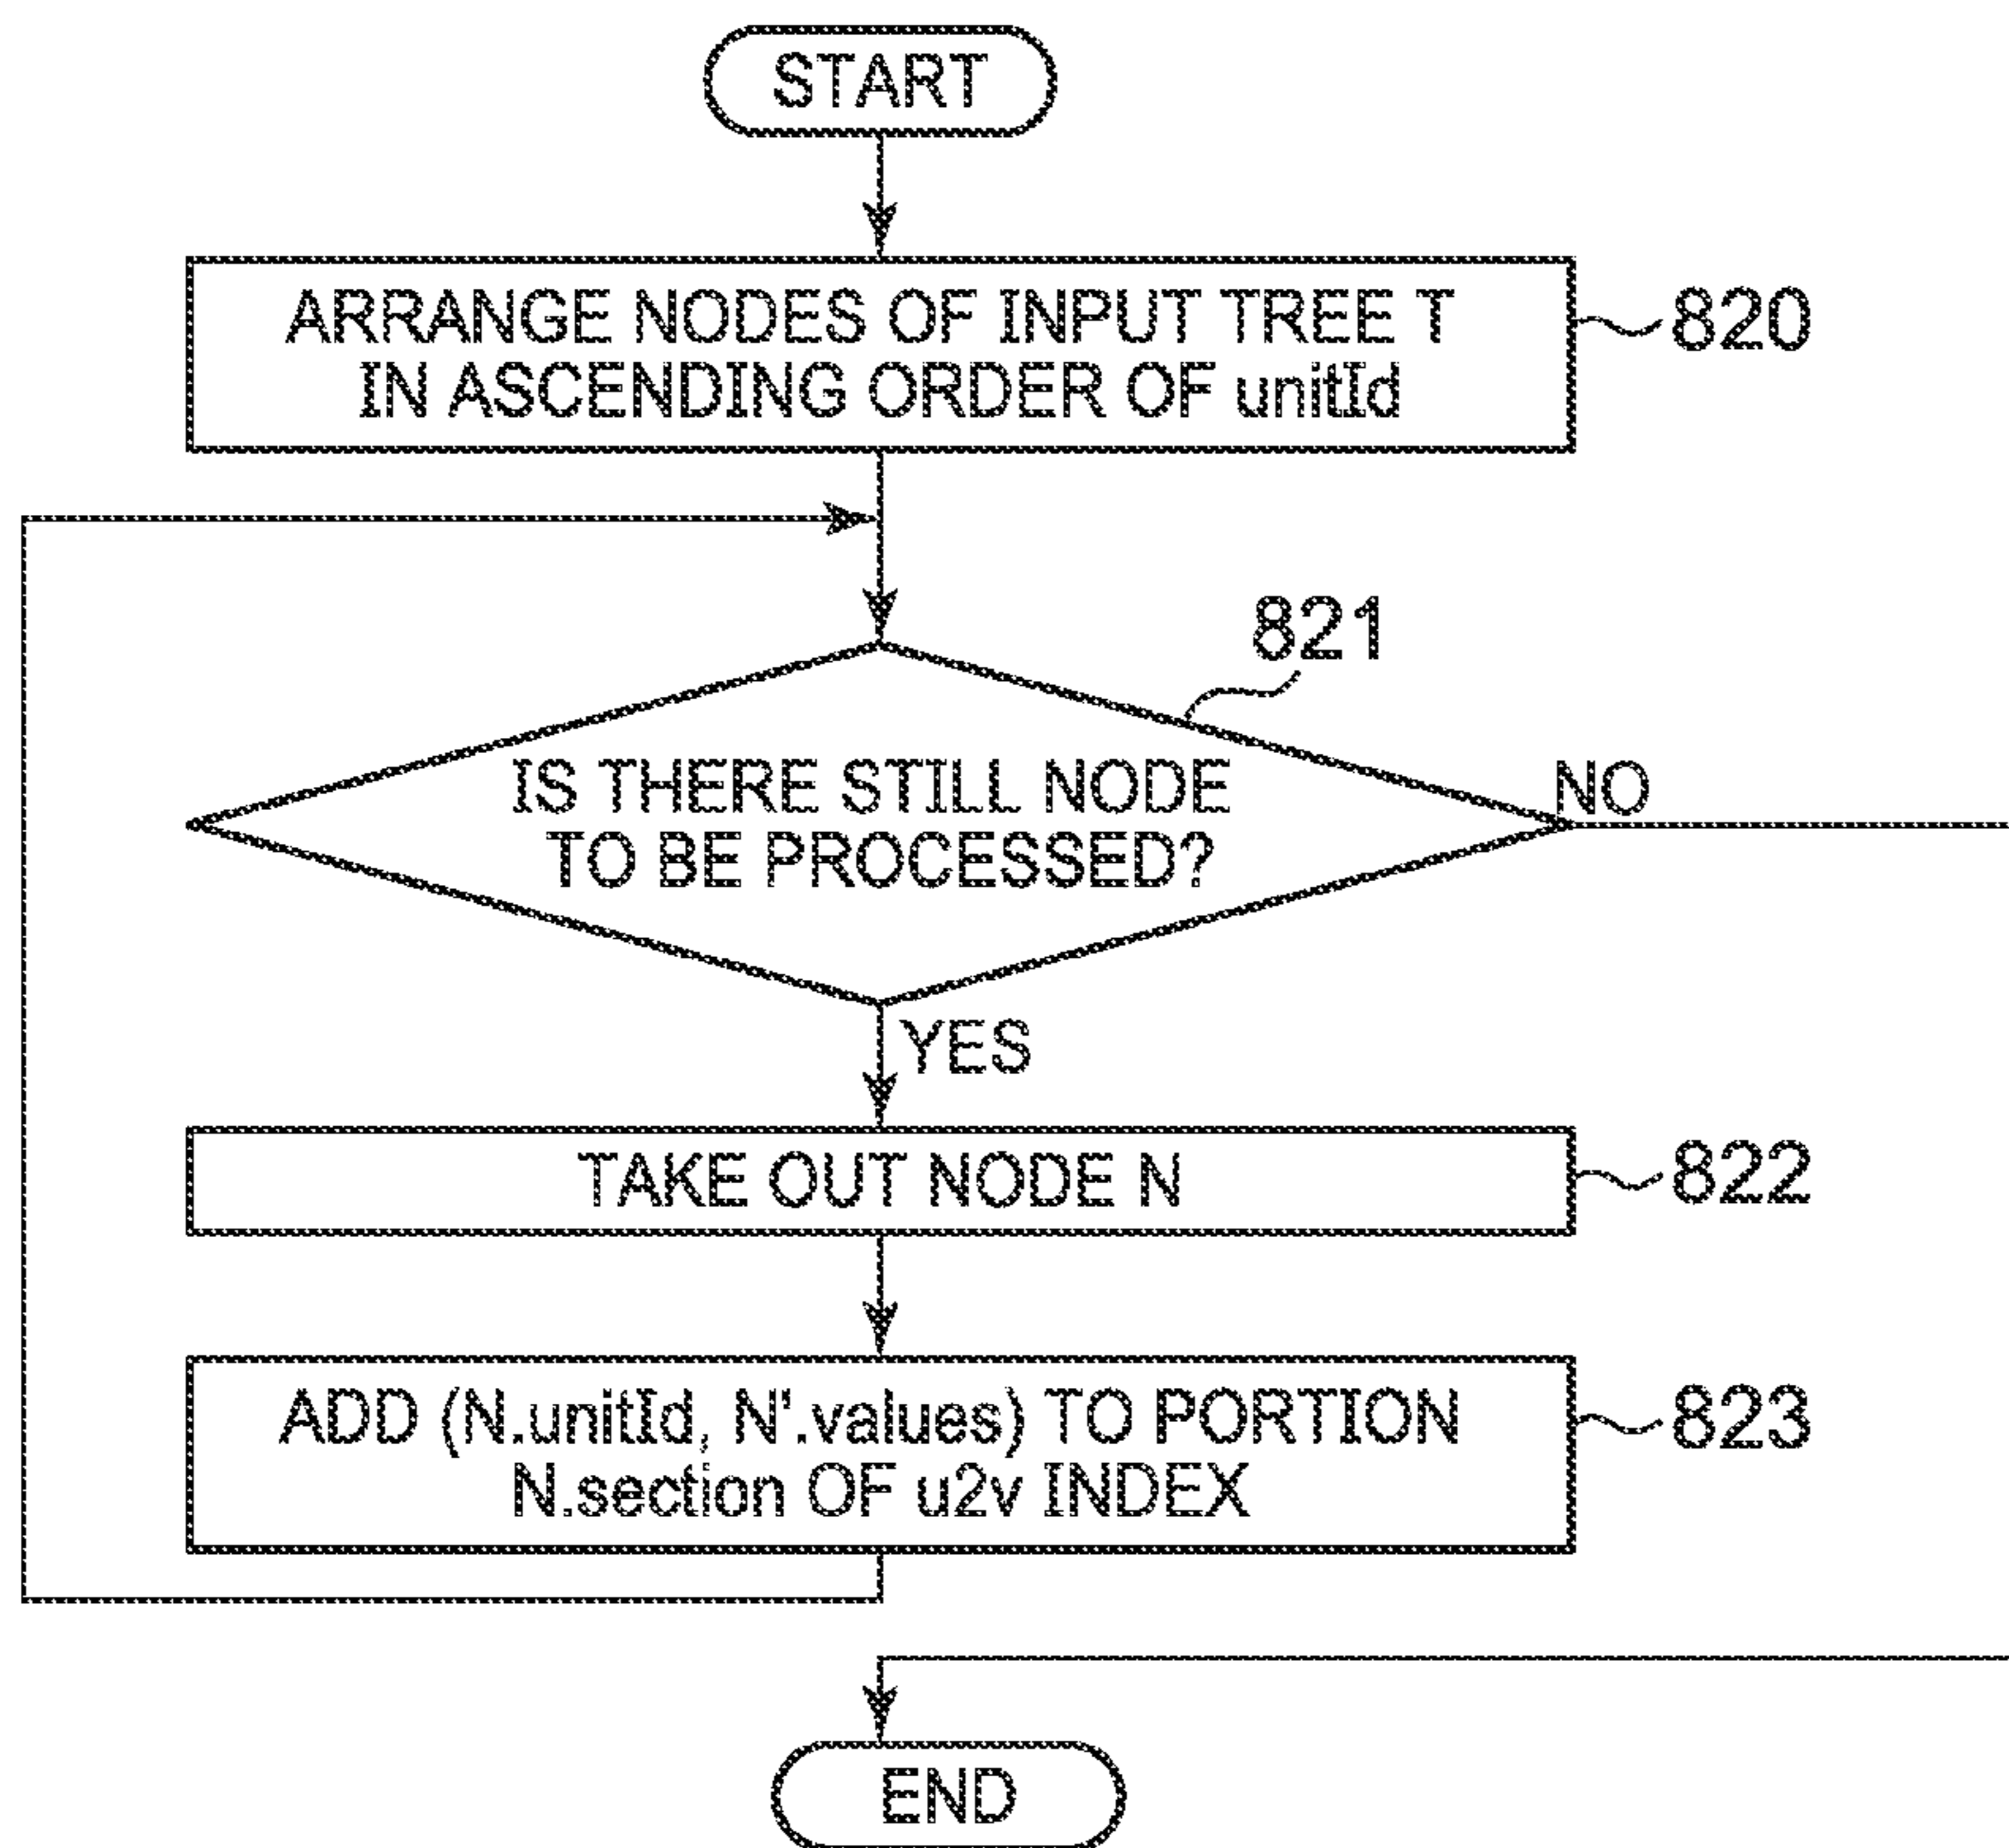 START
ARRANGE NODES OF INPUT TREE T
IN ASCENDING ORDER OF unitId
820
821
IS THERE STILL NODE
TO BE PROCESSED?
NO
YES
TAKE OUT NODE N
822
ADD (N.unitId, N'.values) TO PORTION
N.section OF u2v INDEX
823
END